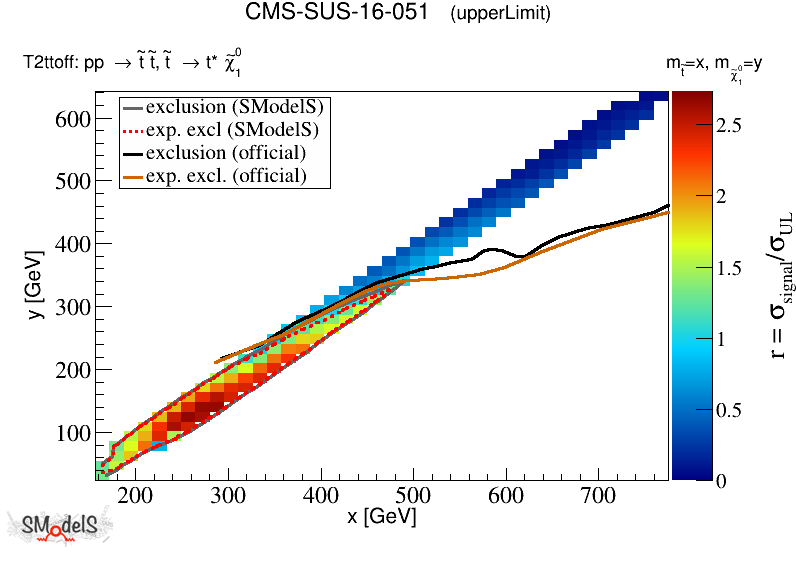 CMS-SUS-16-051 (upperLimit)
T2ttoff: pp → t̃ t̃, t̃ → t* χ̃⁰₁
m_t̃=x, m_χ̃⁰₁=y
exclusion (SModelS)
exp. excl (SModelS)
exclusion (official)
exp. excl. (official)
600
500
400
300
200
100
y [GeV]
200 300 400 500 600 700
x [GeV]
2.5
2
1.5
1
0.5
0
r = σ_signal/σ_UL
SModelS